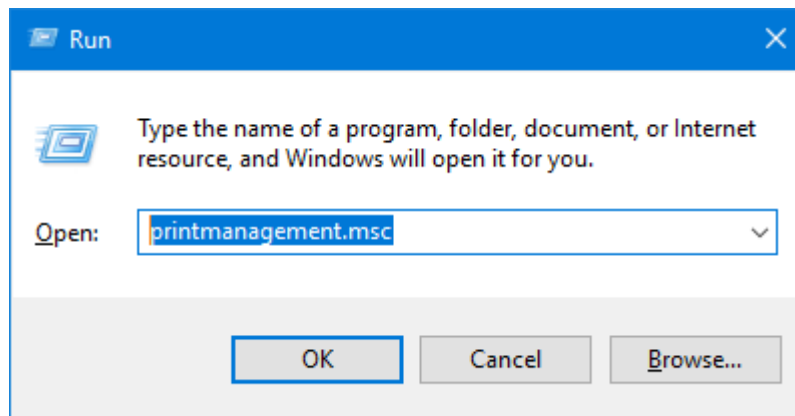 Run
Type the name of a program, folder, document, or Internet
resource, and Windows will open it for you.
Open: printmanagement.msc
OK Cancel Browse...